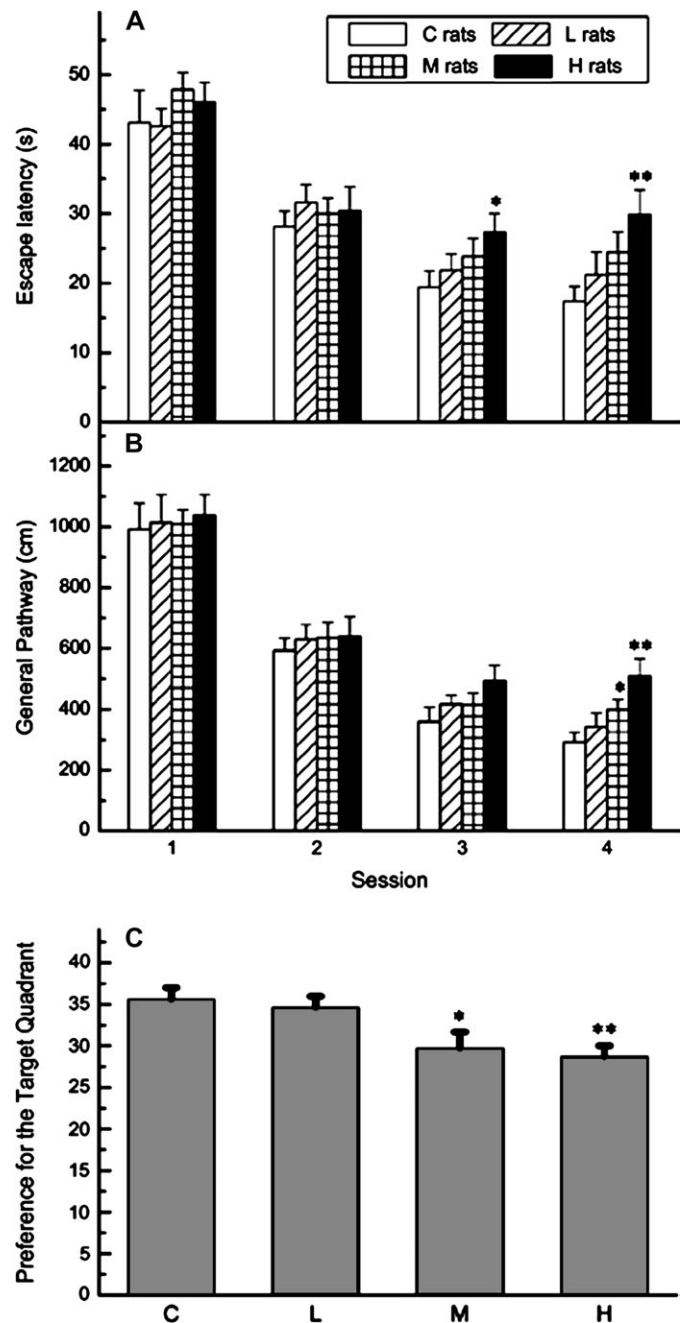 A
C rats L rats
M rats H rats
Escape latency (s)
50
40
30
20
10
0
*
**
B
General Pathway (cm)
1200
1000
800
600
400
200
0
*
**
1 2 3 4
Session
C
Preference for the Target Quadrant
40
35
30
25
20
15
10
5
0
*
**
C L M H